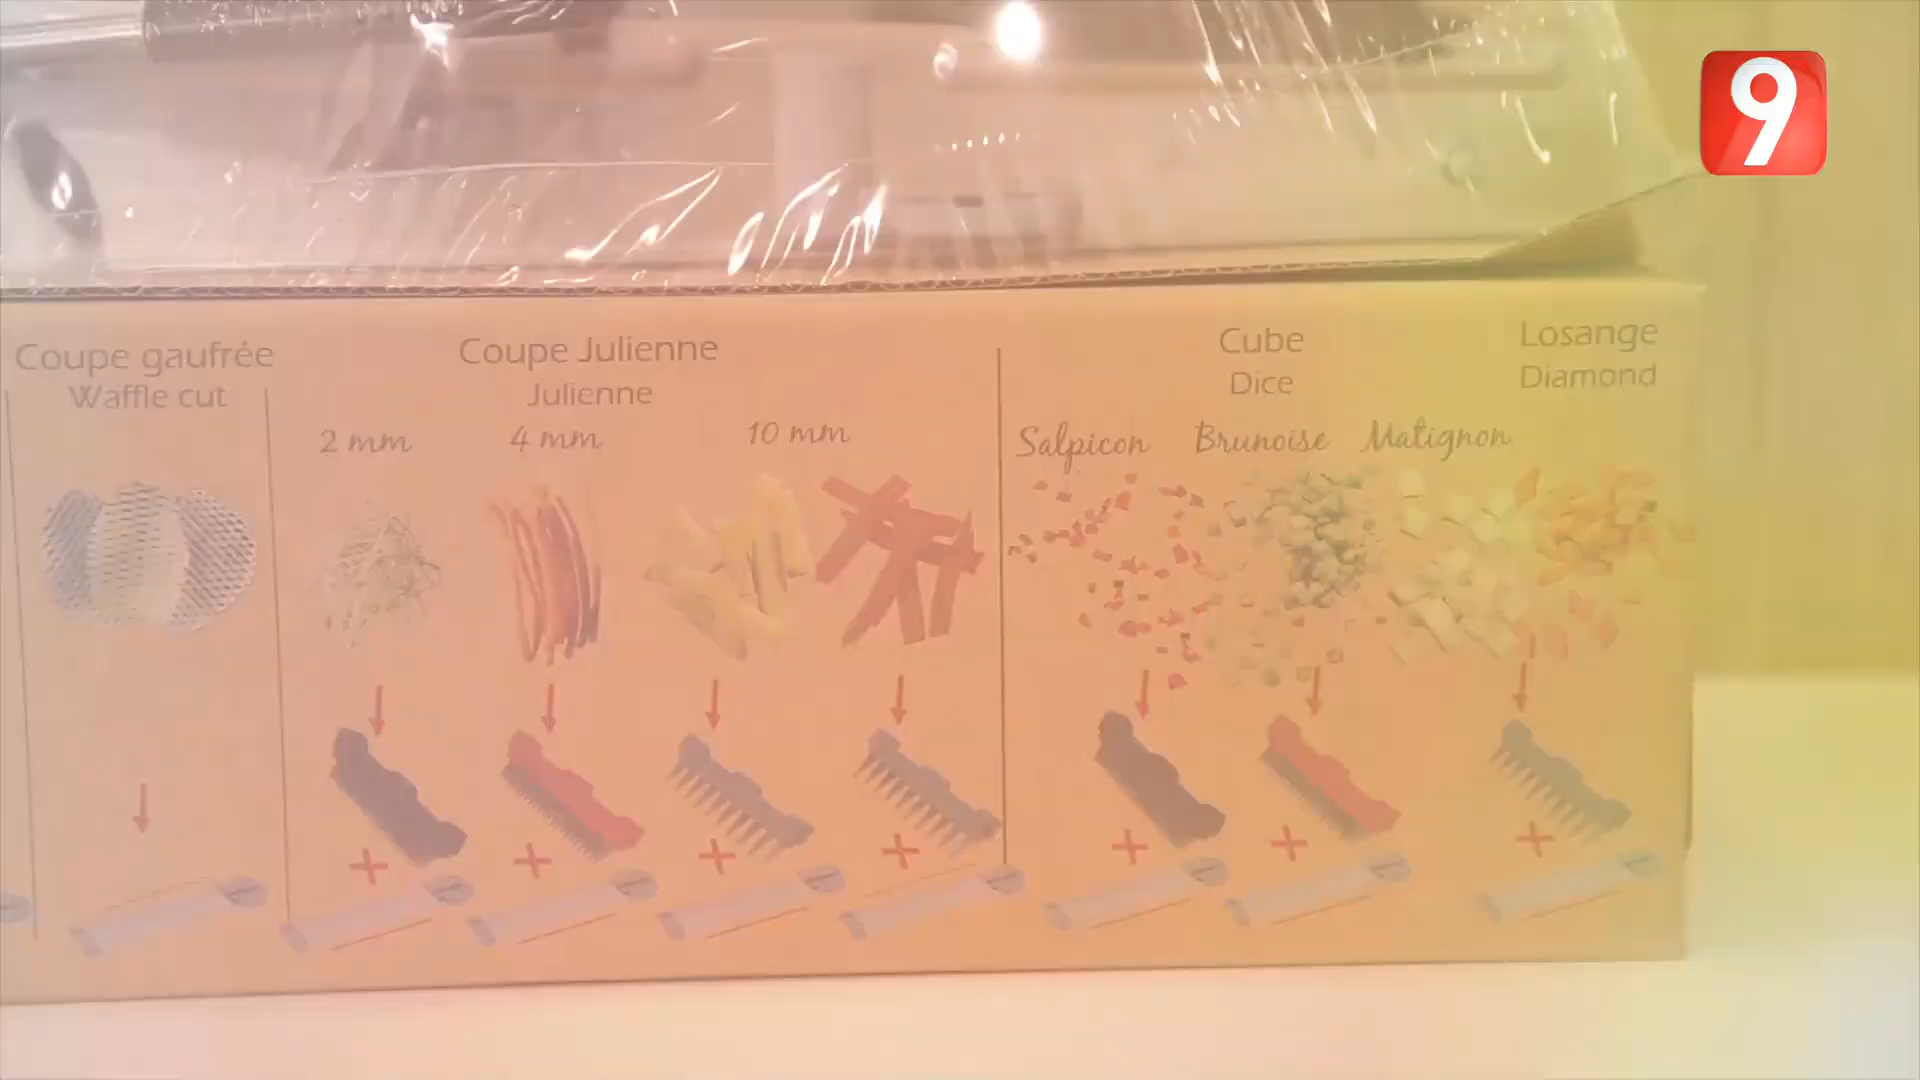 9
Coupe gaufrée
Waffle cut
Coupe Julienne
Julienne
2 mm
4 mm
10 mm
Cube
Dice
Salpicon
Brunoise
Matignon
Losange
Diamond